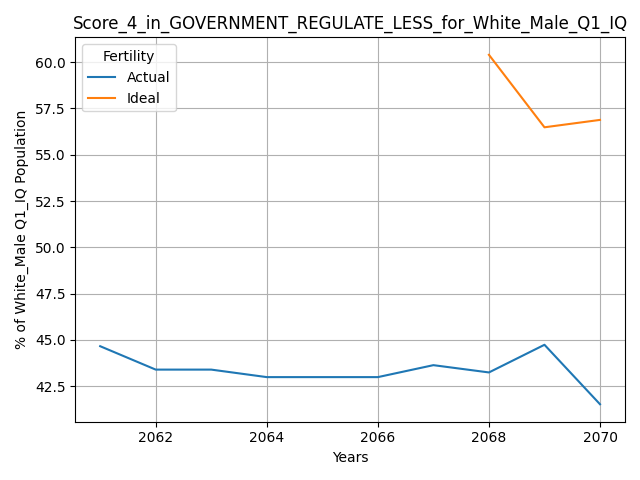 Score_4_in_GOVERNMENT_REGULATE_LESS_for_White_Male_Q1_IQ
Fertility
Actual
Ideal
% of White_Male Q1_IQ Population
60.0
57.5
55.0
52.5
50.0
47.5
45.0
42.5
2062
2064
2066
2068
2070
Years